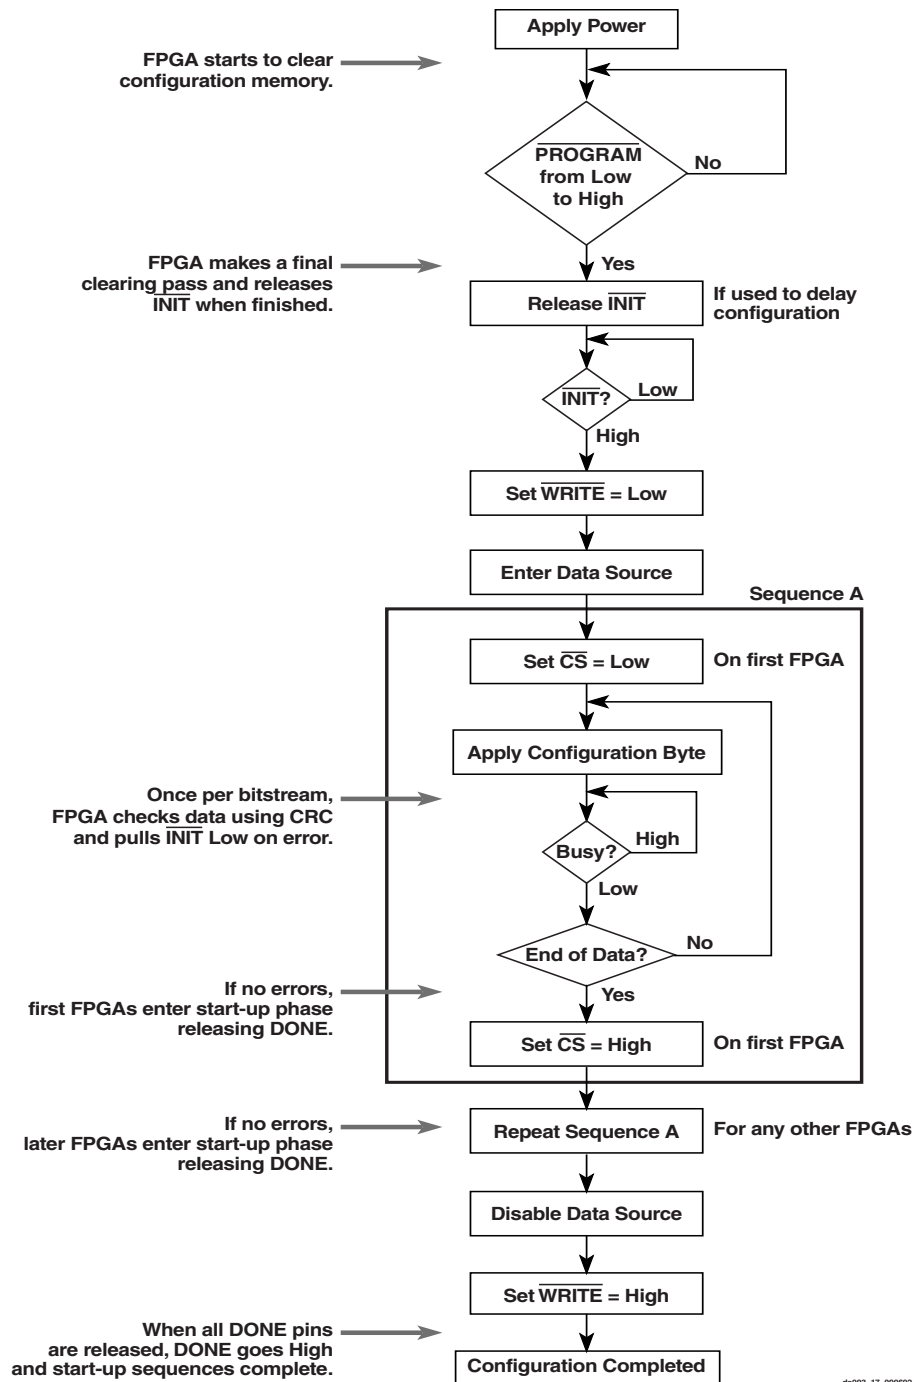 Apply Power
FPGA starts to clear
configuration memory.
PROGRAM
from Low
to High
No
Yes
FPGA makes a final
clearing pass and releases
INIT when finished.
Release INIT
If used to delay
configuration
INIT?
Low
High
Set WRITE = Low
Enter Data Source
Sequence A
Set CS = Low
On first FPGA
Apply Configuration Byte
Once per bitstream,
FPGA checks data using CRC
and pulls INIT Low on error.
High
Busy?
Low
End of Data?
No
Yes
If no errors,
first FPGAs enter start-up phase
releasing DONE.
Set CS = High
On first FPGA
If no errors,
later FPGAs enter start-up phase
releasing DONE.
Repeat Sequence A
For any other FPGAs
Disable Data Source
Set WRITE = High
When all DONE pins
are released, DONE goes High
and start-up sequences complete.
Configuration Completed